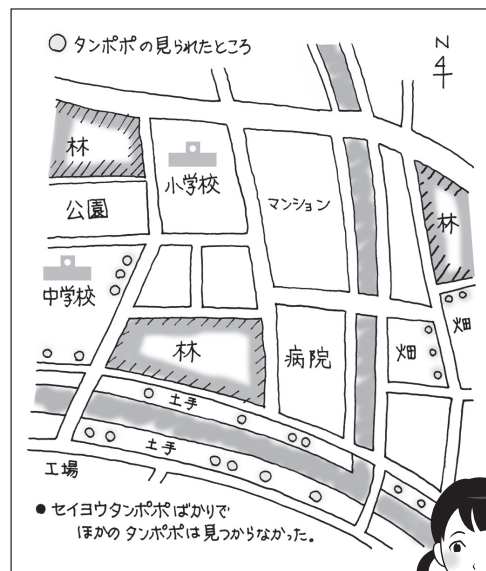 タンポポの見られたところ
N
林
小学校
マンション
林
公園
中学校
畑
林
病院
畑
土手
土手
工場
●セイヨウタンポポばかりで
ほかのタンポポは見つからなかった。